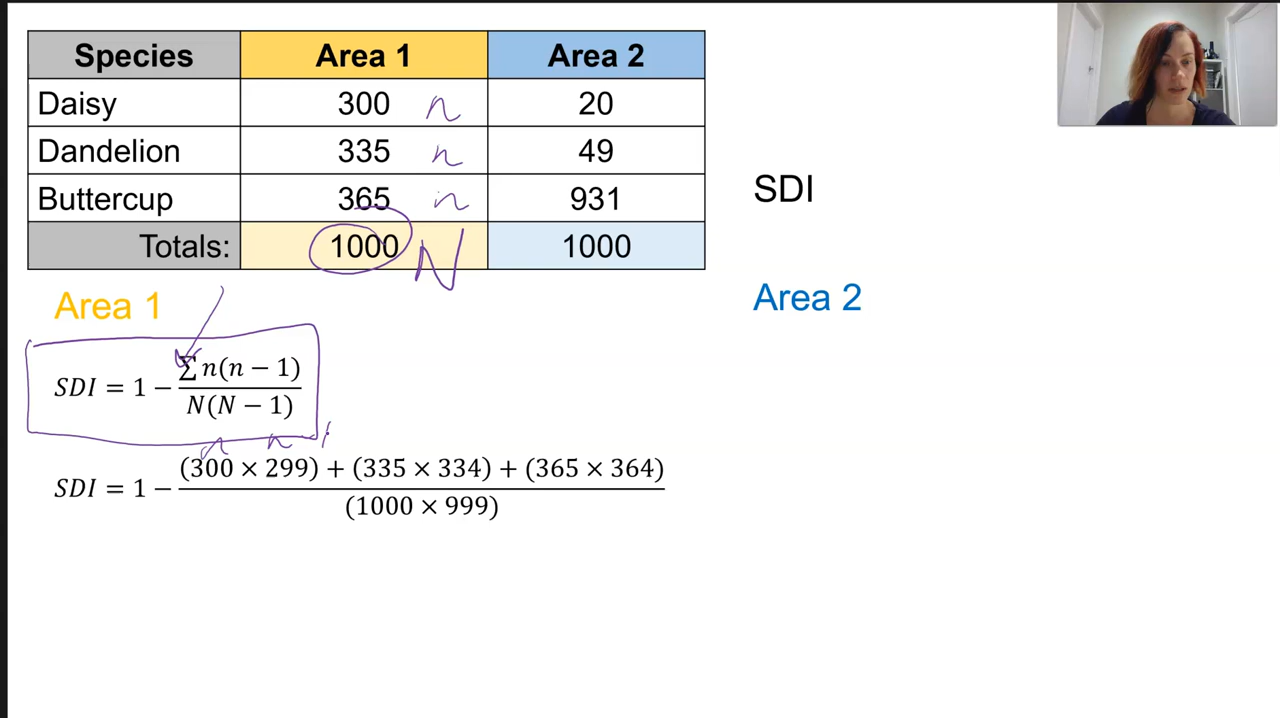 Species Area 1 Area 2
Daisy 300 n 20
Dandelion 335 n 49
Buttercup 365 n 931
Totals: 1000 N 1000
SDI
Area 1
Area 2
SDI = 1 − Σn(n − 1) / N(N − 1)
n n
SDI = 1 − (300 × 299) + (335 × 334) + (365 × 364) / (1000 × 999)